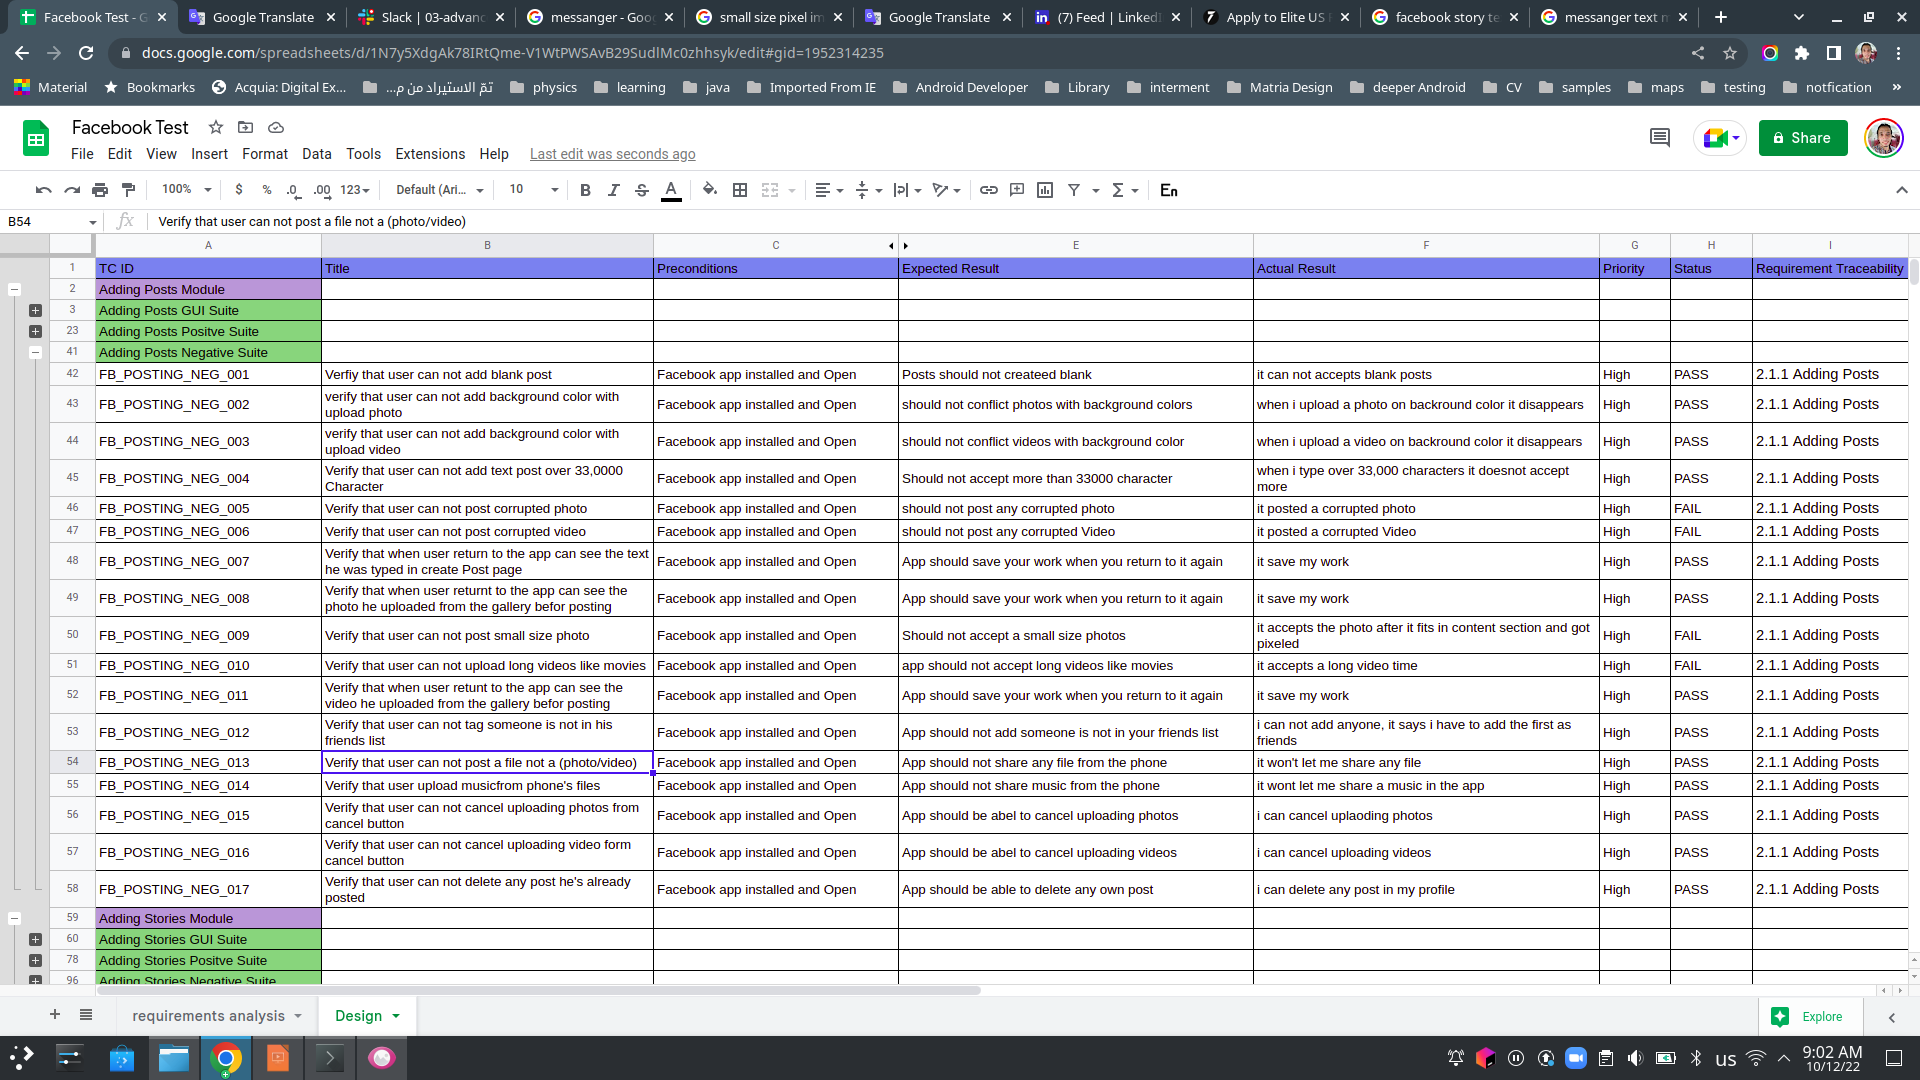 Facebook Test - G
Google Translate
Slack | 03-advanc
messanger - Goog
small size pixel im
Google Translate
(7) Feed | LinkedI
Apply to Elite US
facebook story te
messanger text m
docs.google.com/spreadsheets/d/1N7y5XdgAk78IRtQme-V1WtPWSAvB29SudlMc0zhhsyk/edit#gid=1952314235
Material Bookmarks Acquia: Digital Ex... تمّ الاستيراد من م... physics learning java Imported From IE Android Developer Library interment Matria Design deeper Android CV samples maps testing notfication »
Facebook Test
File Edit View Insert Format Data Tools Extensions Help Last edit was seconds ago
Share
100% $ % .0 .00 123 Default (Ari... 10 B I S A En
B54 fx Verify that user can not post a file not a (photo/video)
A B C E F G H I
1 TC ID Title Preconditions Expected Result Actual Result Priority Status Requirement Traceability
2 Adding Posts Module
3 Adding Posts GUI Suite
23 Adding Posts Positve Suite
41 Adding Posts Negative Suite
42 FB_POSTING_NEG_001 Verfiy that user can not add blank post Facebook app installed and Open Posts should not createed blank it can not accepts blank posts High PASS 2.1.1 Adding Posts
43 FB_POSTING_NEG_002 verify that user can not add background color with upload photo Facebook app installed and Open should not conflict photos with background colors when i upload a photo on backround color it disappears High PASS 2.1.1 Adding Posts
44 FB_POSTING_NEG_003 verify that user can not add background color with upload video Facebook app installed and Open should not conflict videos with background color when i upload a video on backround color it disappears High PASS 2.1.1 Adding Posts
45 FB_POSTING_NEG_004 Verify that user can not add text post over 33,0000 Character Facebook app installed and Open Should not accept more than 33000 character when i type over 33,000 characters it doesnot accept more High PASS 2.1.1 Adding Posts
46 FB_POSTING_NEG_005 Verify that user can not post corrupted photo Facebook app installed and Open should not post any corrupted photo it posted a corrupted photo High FAIL 2.1.1 Adding Posts
47 FB_POSTING_NEG_006 Verify that user can not post corrupted video Facebook app installed and Open should not post any corrupted Video it posted a corrupted Video High FAIL 2.1.1 Adding Posts
48 FB_POSTING_NEG_007 Verify that when user return to the app can see the text he was typed in create Post page Facebook app installed and Open App should save your work when you return to it again it save my work High PASS 2.1.1 Adding Posts
49 FB_POSTING_NEG_008 Verify that when user returnt to the app can see the photo he uploaded from the gallery befor posting Facebook app installed and Open App should save your work when you return to it again it save my work High PASS 2.1.1 Adding Posts
50 FB_POSTING_NEG_009 Verify that user can not post small size photo Facebook app installed and Open Should not accept a small size photos it accepts the photo after it fits in content section and got pixeled High FAIL 2.1.1 Adding Posts
51 FB_POSTING_NEG_010 Verify that user can not upload long videos like movies Facebook app installed and Open app should not accept long videos like movies it accepts a long video time High FAIL 2.1.1 Adding Posts
52 FB_POSTING_NEG_011 Verify that when user retunt to the app can see the video he uploaded from the gallery befor posting Facebook app installed and Open App should save your work when you return to it again it save my work High PASS 2.1.1 Adding Posts
53 FB_POSTING_NEG_012 Verify that user can not tag someone is not in his friends list Facebook app installed and Open App should not add someone is not in your friends list i can not add anyone, it says i have to add the first as friends High PASS 2.1.1 Adding Posts
54 FB_POSTING_NEG_013 Verify that user can not post a file not a (photo/video) Facebook app installed and Open App should not share any file from the phone it won't let me share any file High PASS 2.1.1 Adding Posts
55 FB_POSTING_NEG_014 Verify that user upload musicfrom phone's files Facebook app installed and Open App should not share music from the phone it wont let me share a music in the app High PASS 2.1.1 Adding Posts
56 FB_POSTING_NEG_015 Verify that user can not cancel uploading photos from cancel button Facebook app installed and Open App should be abel to cancel uploading photos i can cancel uplaoding photos High PASS 2.1.1 Adding Posts
57 FB_POSTING_NEG_016 Verify that user can not cancel uploading video form cancel button Facebook app installed and Open App should be abel to cancel uploading videos i can cancel uploading videos High PASS 2.1.1 Adding Posts
58 FB_POSTING_NEG_017 Verify that user can not delete any post he's already posted Facebook app installed and Open App should be able to delete any own post i can delete any post in my profile High PASS 2.1.1 Adding Posts
59 Adding Stories Module
60 Adding Stories GUI Suite
78 Adding Stories Positve Suite
96 Adding Stories Negative Suite
requirements analysis Design Explore
us 9:02 AM
10/12/22